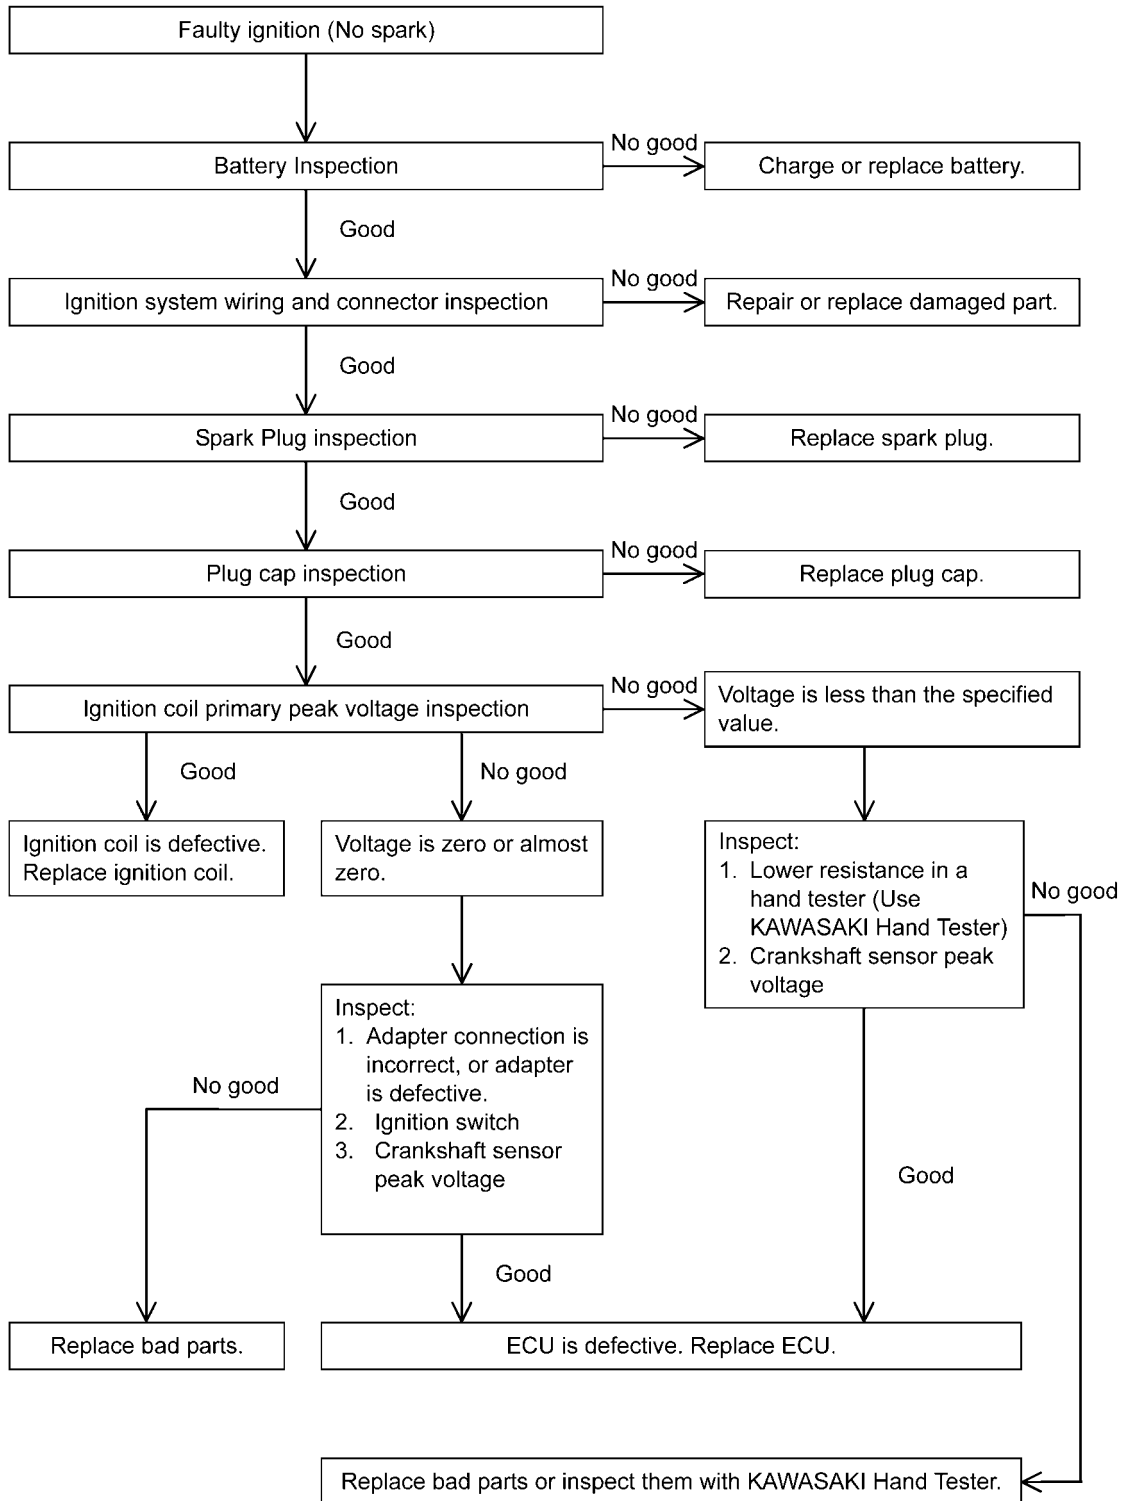 Faulty ignition (No spark)
No good
Battery Inspection
Charge or replace battery.
Good
No good
Ignition system wiring and connector inspection
Repair or replace damaged part.
Good
No good
Spark Plug inspection
Replace spark plug.
Good
No good
Plug cap inspection
Replace plug cap.
Good
No good
Ignition coil primary peak voltage inspection
Voltage is less than the specified
value.
Good
No good
Ignition coil is defective.
Replace ignition coil.
Voltage is zero or almost
zero.
Inspect:
1. Lower resistance in a
hand tester (Use
KAWASAKI Hand Tester)
2. Crankshaft sensor peak
voltage
No good
Inspect:
1. Adapter connection is
incorrect, or adapter
is defective.
2. Ignition switch
3. Crankshaft sensor
peak voltage
No good
Good
Good
Replace bad parts.
ECU is defective. Replace ECU.
Replace bad parts or inspect them with KAWASAKI Hand Tester.